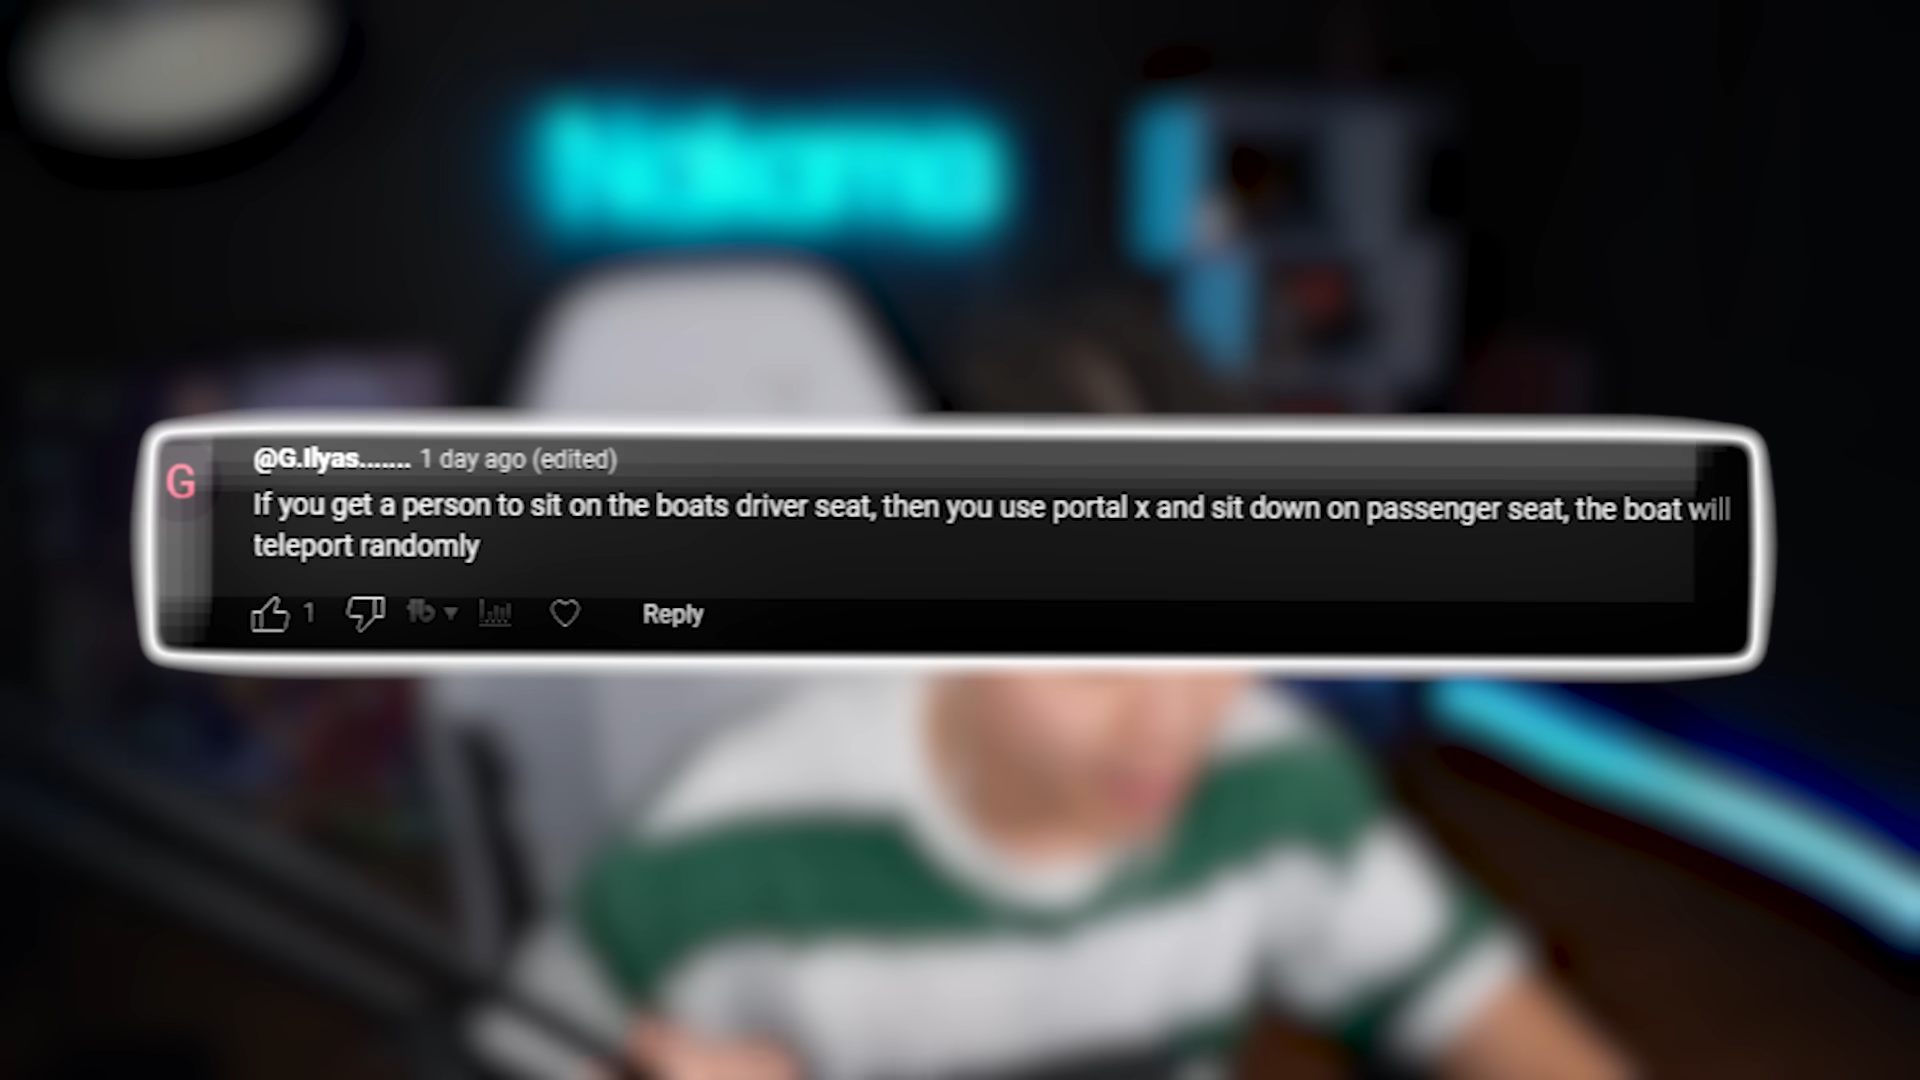 G
@G.Ilyas....... 1 day ago (edited)
If you get a person to sit on the boats driver seat, then you use portal x and sit down on passenger seat, the boat will
teleport randomly
1
Reply